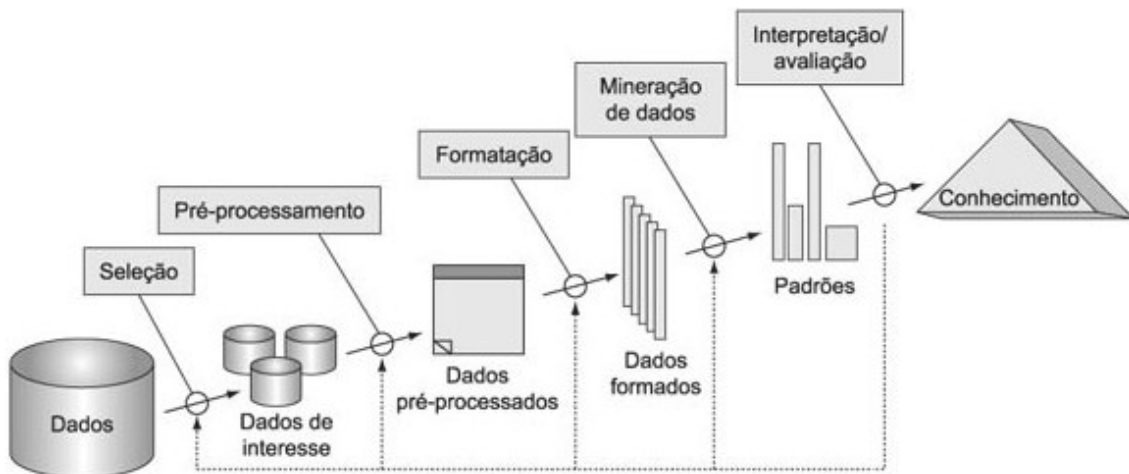 Interpretação/
avaliação
Mineração
de dados
Formatação
Pré-processamento
Seleção
Dados
Dados de
interesse
Dados
pré-processados
Dados
formados
Padrões
Conhecimento